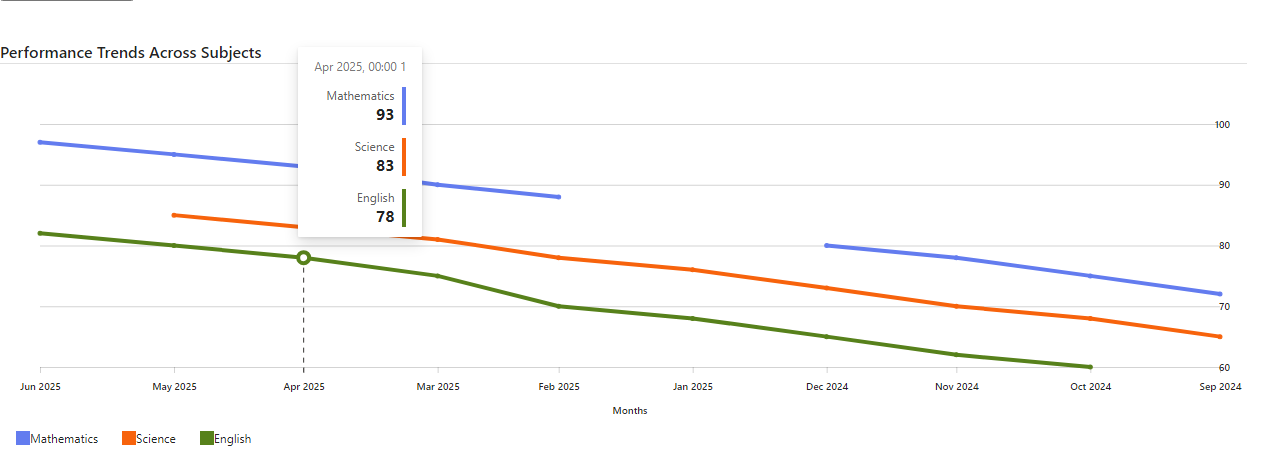 Performance Trends Across Subjects
Apr 2025, 00:00 1
Mathematics
93
Science
83
English
78
100
90
80
70
60
Jun 2025 May 2025 Apr 2025 Mar 2025 Feb 2025 Jan 2025 Dec 2024 Nov 2024 Oct 2024 Sep 2024
Months
Mathematics Science English